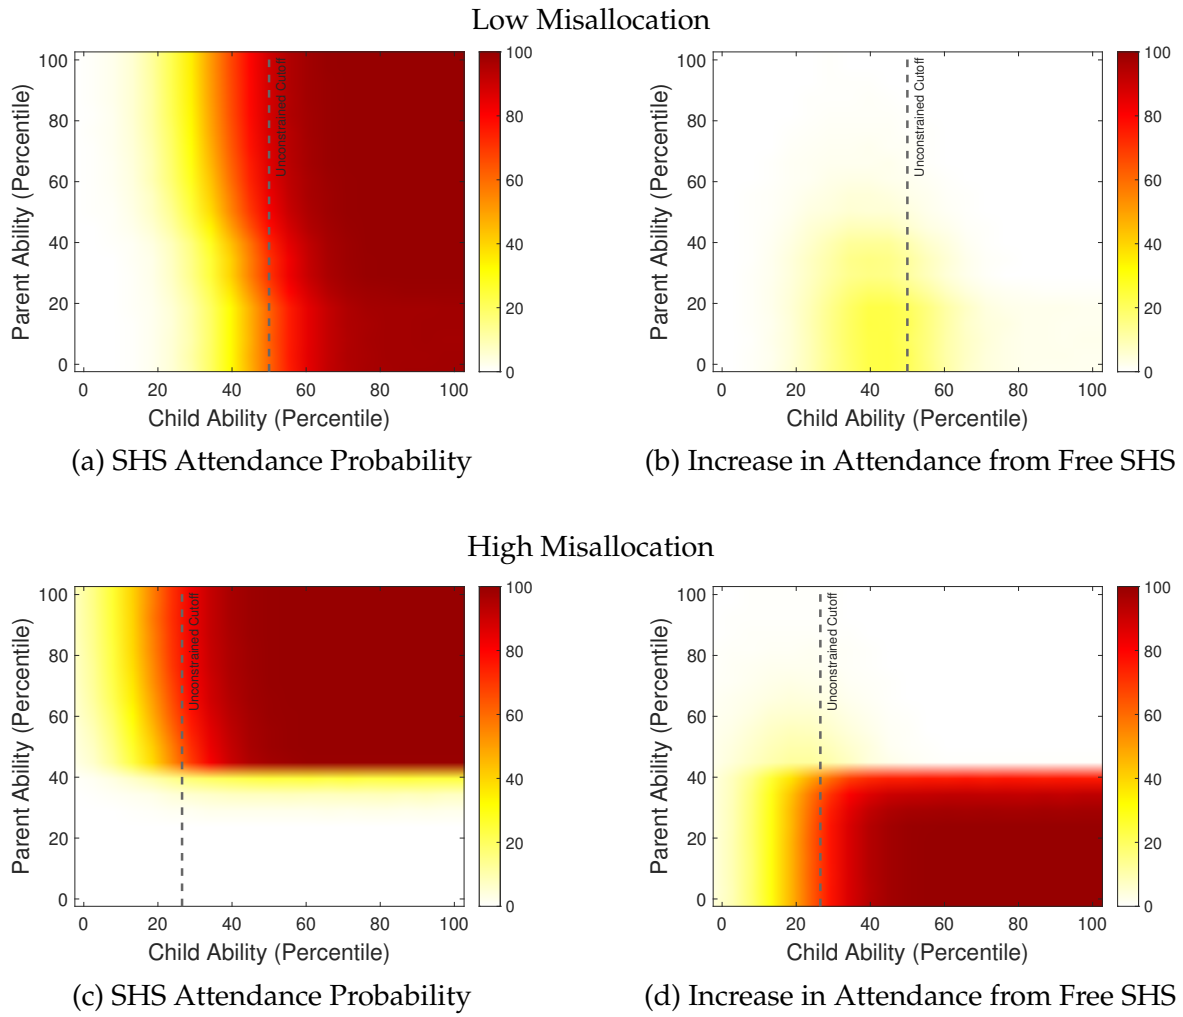 Low Misallocation
100
80
60
40
20
0
Parent Ability (Percentile)
0 20 40 60 80 100
Child Ability (Percentile)
Unconstrained Cutoff
100
80
60
40
20
0
(a) SHS Attendance Probability
100
80
60
40
20
0
Parent Ability (Percentile)
0 20 40 60 80 100
Child Ability (Percentile)
Unconstrained Cutoff
100
80
60
40
20
0
(b) Increase in Attendance from Free SHS
High Misallocation
100
80
60
40
20
0
Parent Ability (Percentile)
0 20 40 60 80 100
Child Ability (Percentile)
Unconstrained Cutoff
100
80
60
40
20
0
(c) SHS Attendance Probability
100
80
60
40
20
0
Parent Ability (Percentile)
0 20 40 60 80 100
Child Ability (Percentile)
Unconstrained Cutoff
100
80
60
40
20
0
(d) Increase in Attendance from Free SHS